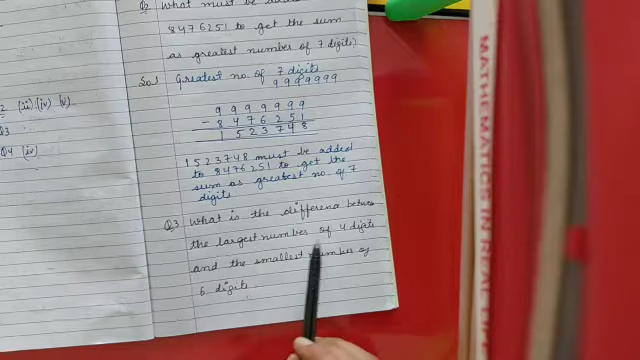 2 (ii) (iv) (v)
Q3
Q4 (iv)
Q2 What must be added
8476251 to get the sum
as greatest number of 7 digits)
Sol Greatest no. of 7 digits
9999999
9999999
- 8476251
1523748
1523748 must be added
to 8476251 to get the
sum as greatest no. of 7
digits
Q3 What is the difference between
the largest number of 4 digits
and the smallest number of
6 digits
MATHEMATICS IN REAL